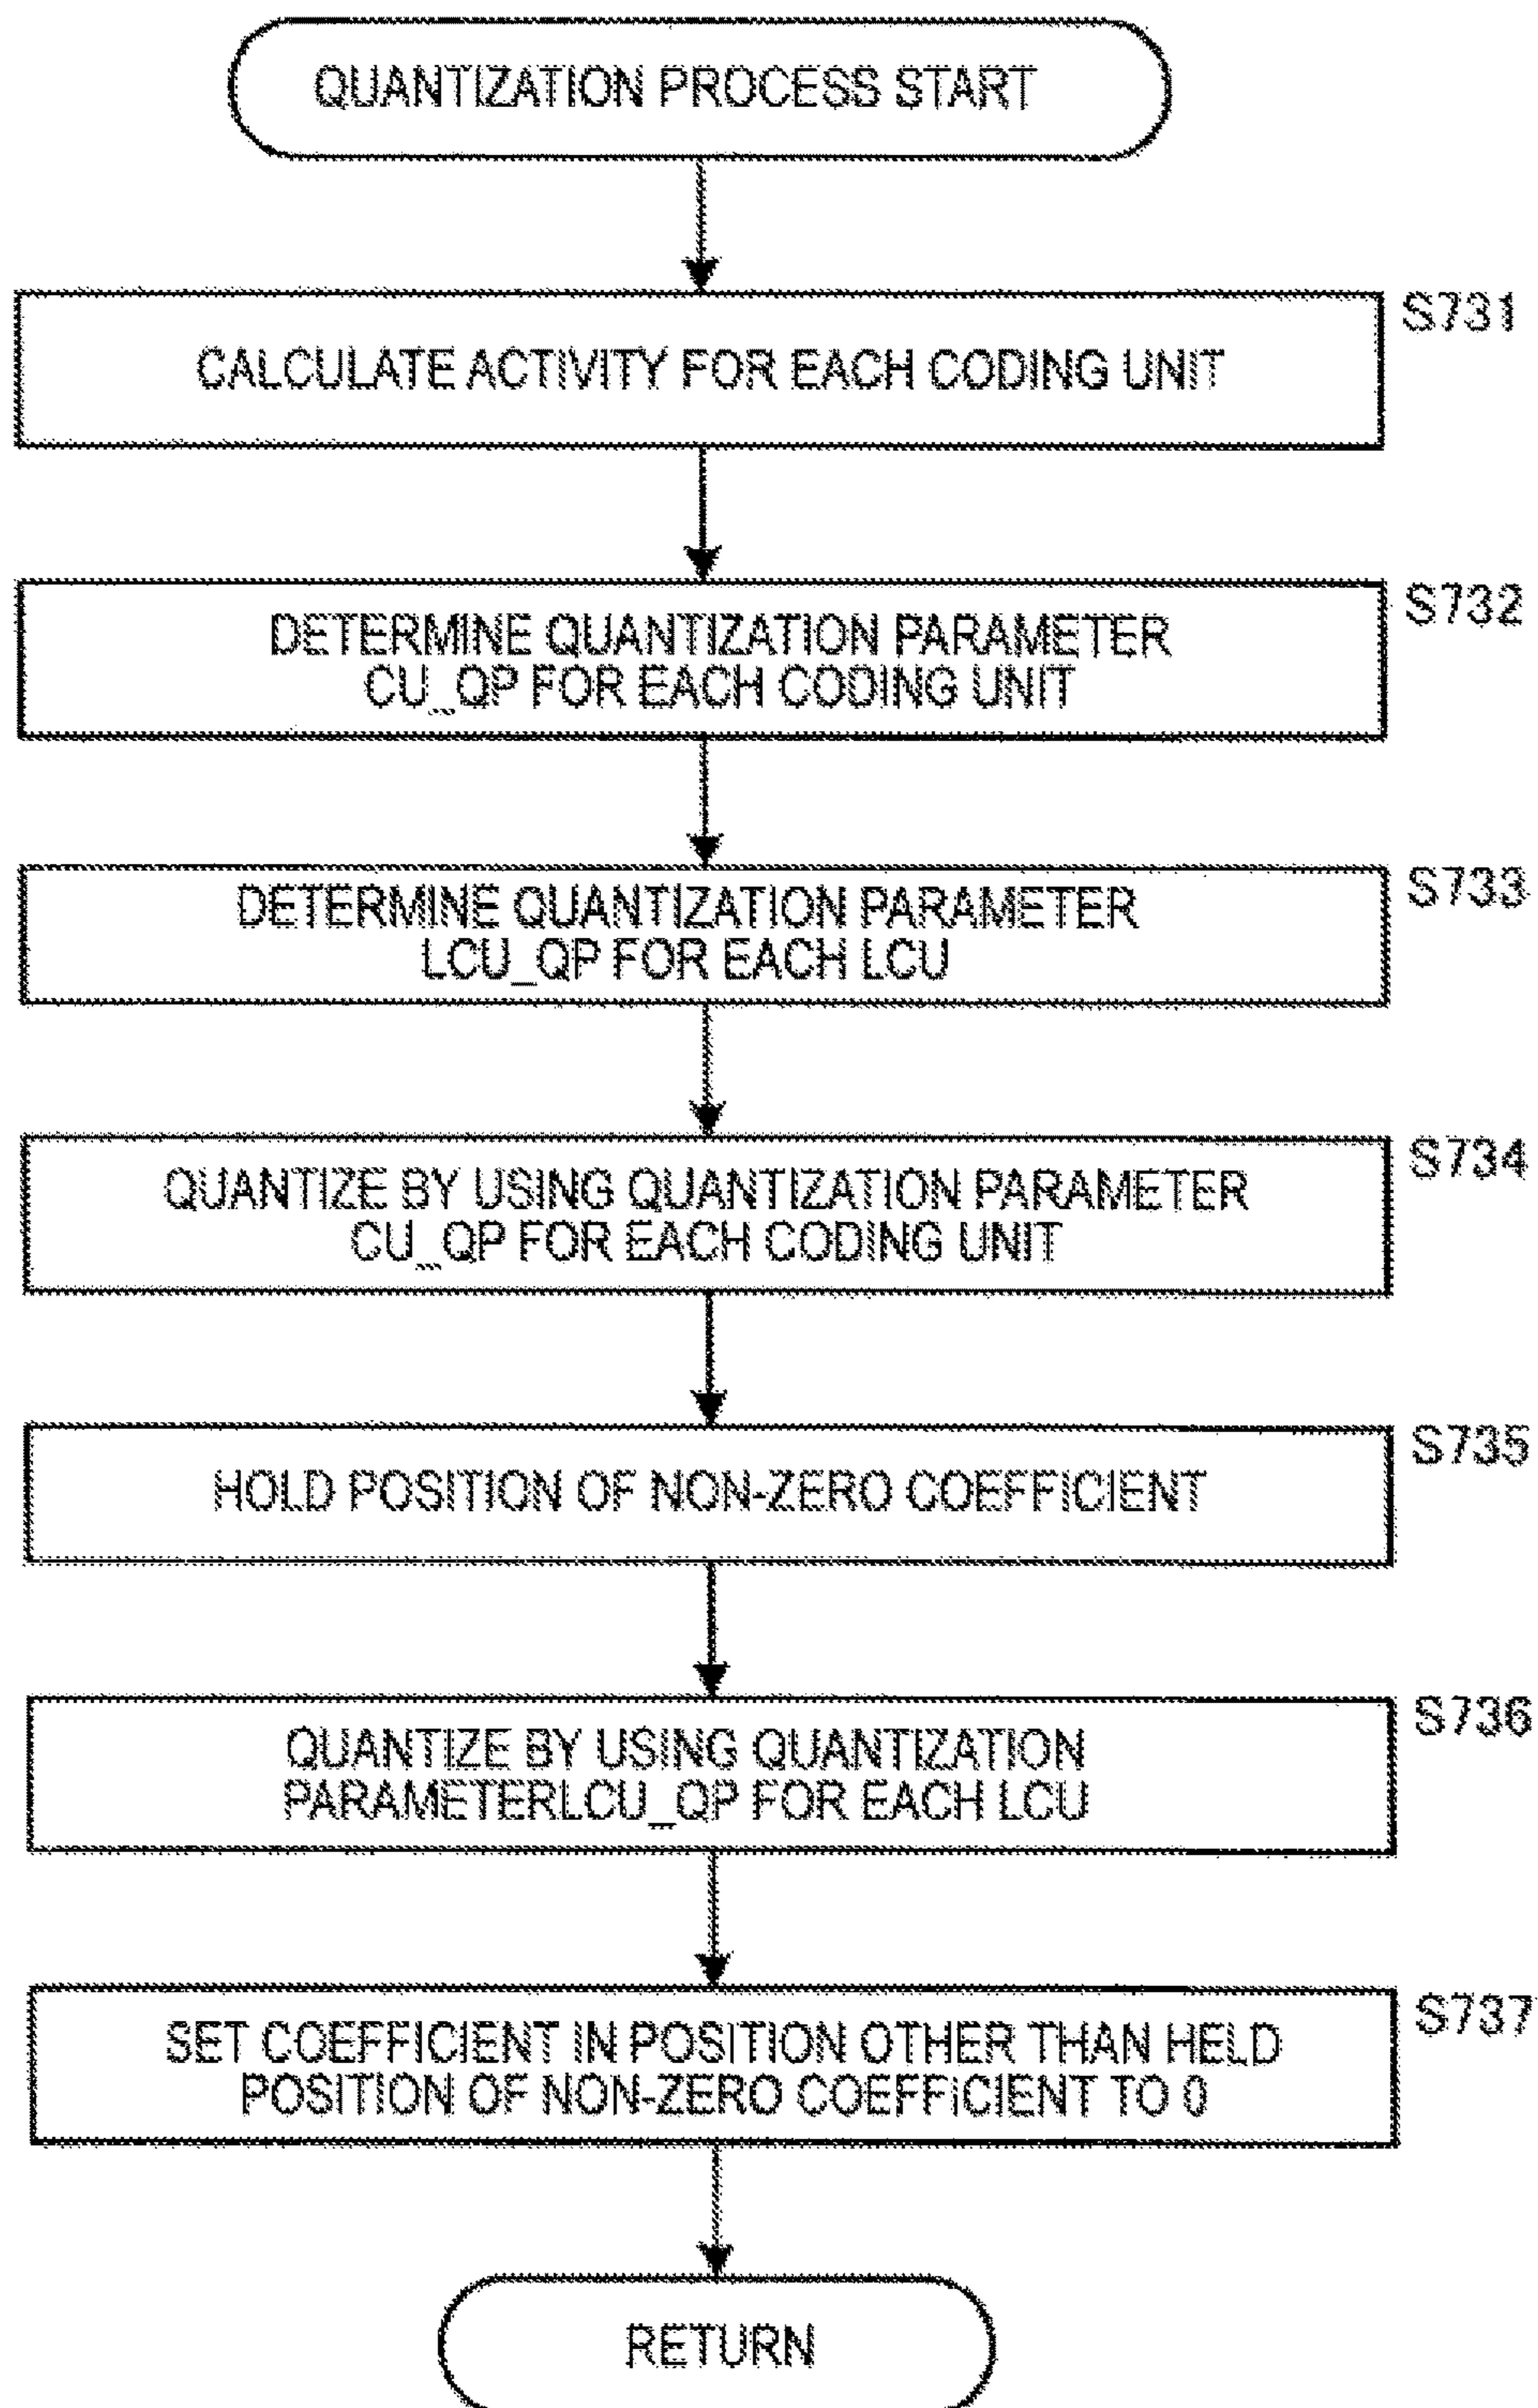 QUANTIZATION PROCESS START
S731
CALCULATE ACTIVITY FOR EACH CODING UNIT
S732
DETERMINE QUANTIZATION PARAMETER
CU_QP FOR EACH CODING UNIT
S733
DETERMINE QUANTIZATION PARAMETER
LCU_QP FOR EACH LCU
S734
QUANTIZE BY USING QUANTIZATION PARAMETER
CU_QP FOR EACH CODING UNIT
S735
HOLD POSITION OF NON-ZERO COEFFICIENT
S736
QUANTIZE BY USING QUANTIZATION
PARAMETERLCU_QP FOR EACH LCU
S737
SET COEFFICIENT IN POSITION OTHER THAN HELD
POSITION OF NON-ZERO COEFFICIENT TO 0
RETURN